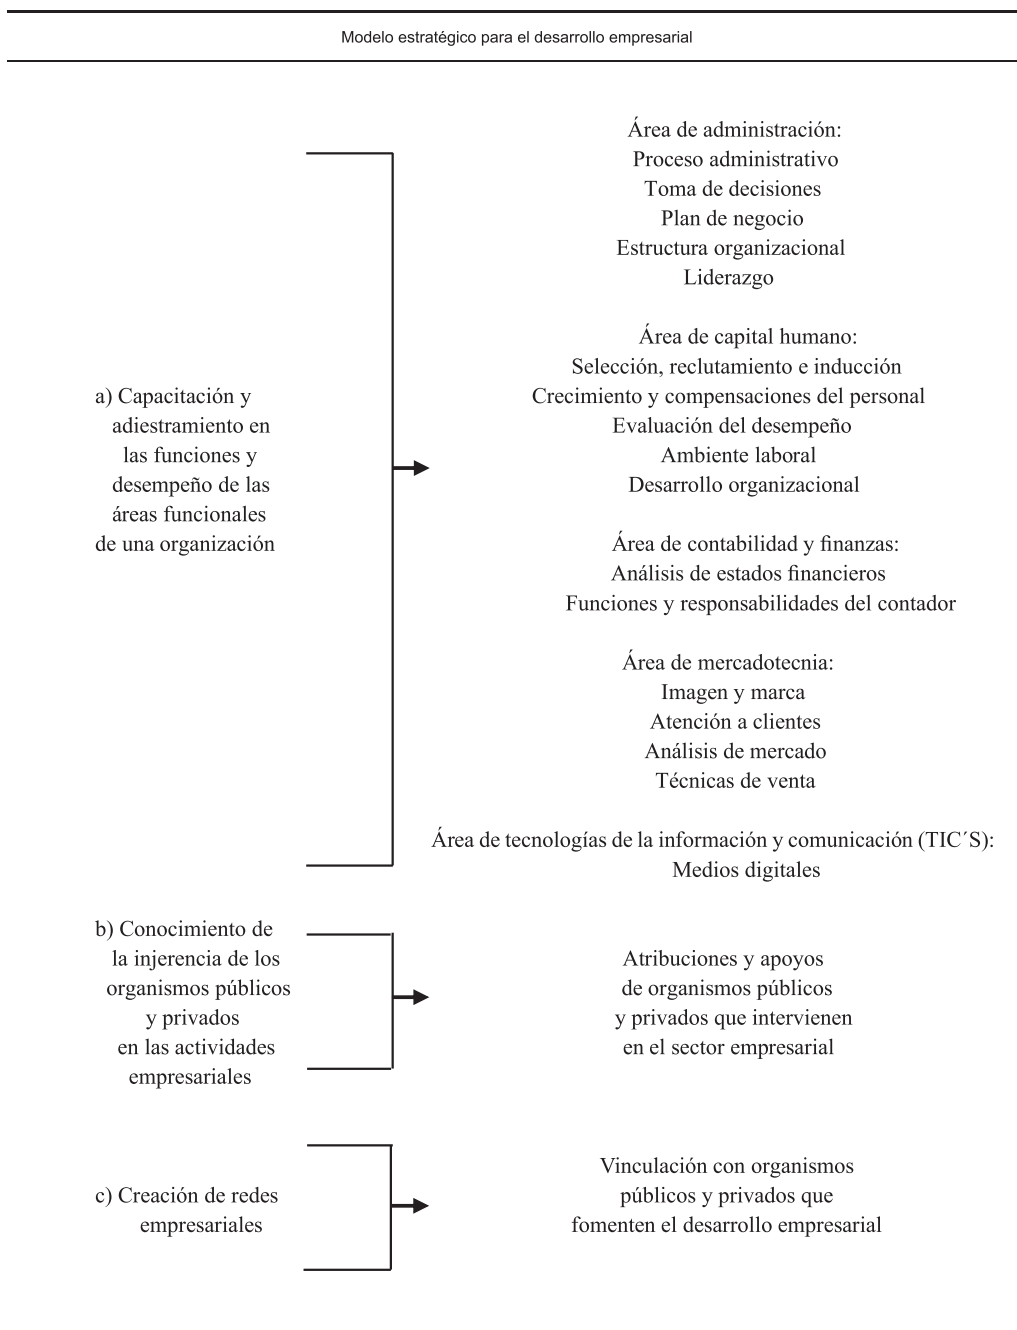 Modelo estratégico para el desarrollo empresarial
a) Capacitación y
adiestramiento en
las funciones y
desempeño de las
áreas funcionales
de una organización
Área de administración:
Proceso administrativo
Toma de decisiones
Plan de negocio
Estructura organizacional
Liderazgo
Área de capital humano:
Selección, reclutamiento e inducción
Crecimiento y compensaciones del personal
Evaluación del desempeño
Ambiente laboral
Desarrollo organizacional
Área de contabilidad y finanzas:
Análisis de estados financieros
Funciones y responsabilidades del contador
Área de mercadotecnia:
Imagen y marca
Atención a clientes
Análisis de mercado
Técnicas de venta
Área de tecnologías de la información y comunicación (TIC´S):
Medios digitales
b) Conocimiento de
la injerencia de los
organismos públicos
y privados
en las actividades
empresariales
Atribuciones y apoyos
de organismos públicos
y privados que intervienen
en el sector empresarial
c) Creación de redes
empresariales
Vinculación con organismos
públicos y privados que
fomenten el desarrollo empresarial